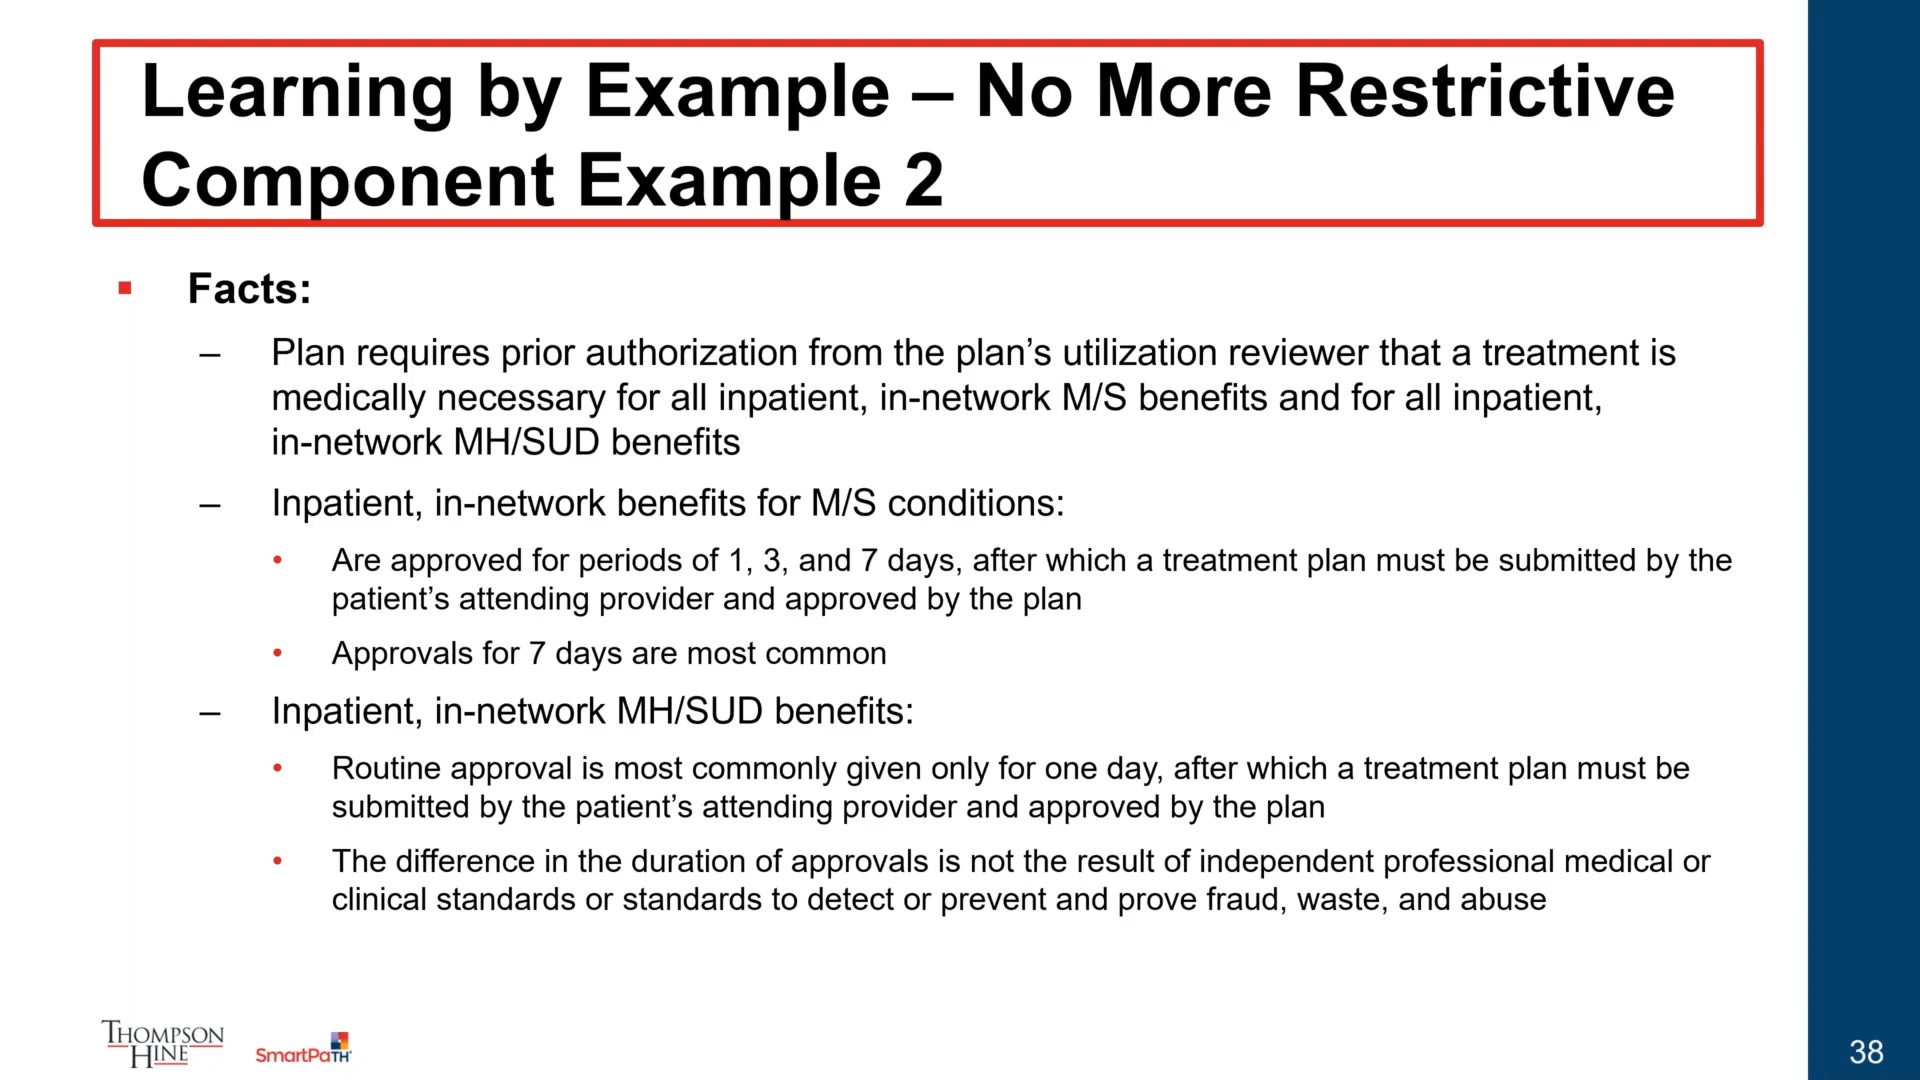 Learning by Example – No More Restrictive
Component Example 2
▪ Facts:
– Plan requires prior authorization from the plan’s utilization reviewer that a treatment is
medically necessary for all inpatient, in-network M/S benefits and for all inpatient,
in-network MH/SUD benefits
– Inpatient, in-network benefits for M/S conditions:
• Are approved for periods of 1, 3, and 7 days, after which a treatment plan must be submitted by the
patient’s attending provider and approved by the plan
• Approvals for 7 days are most common
– Inpatient, in-network MH/SUD benefits:
• Routine approval is most commonly given only for one day, after which a treatment plan must be
submitted by the patient’s attending provider and approved by the plan
• The difference in the duration of approvals is not the result of independent professional medical or
clinical standards or standards to detect or prevent and prove fraud, waste, and abuse
THOMPSON
HINE
SmartPaTH
38